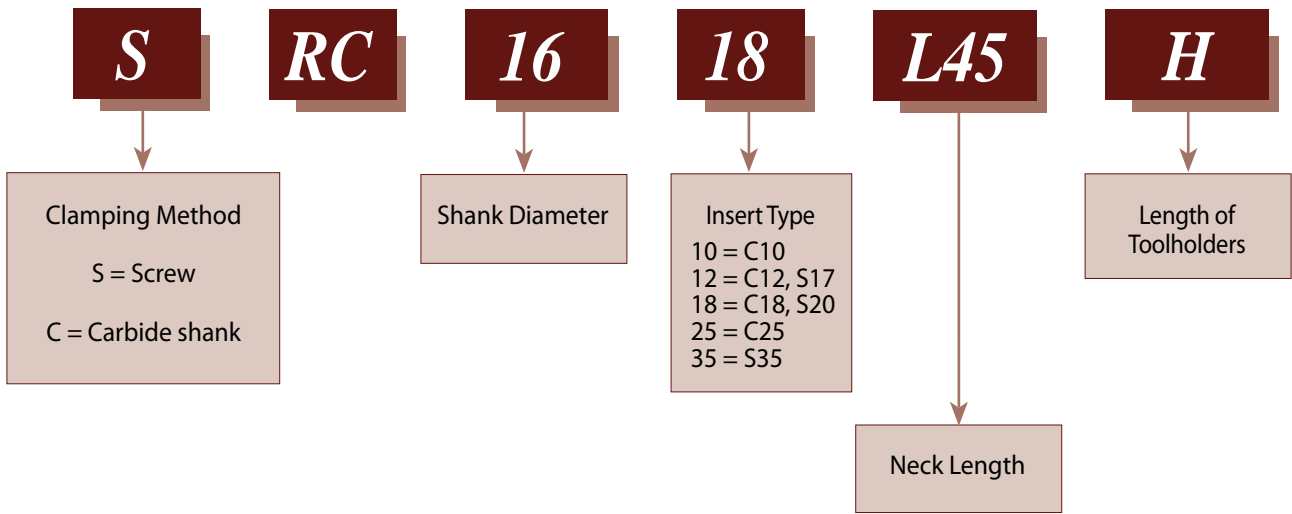 S RC 16 18 L45 H
Clamping Method
S = Screw
C = Carbide shank
Shank Diameter
Insert Type
10 = C10
12 = C12, S17
18 = C18, S20
25 = C25
35 = S35
Neck Length
Length of
Toolholders